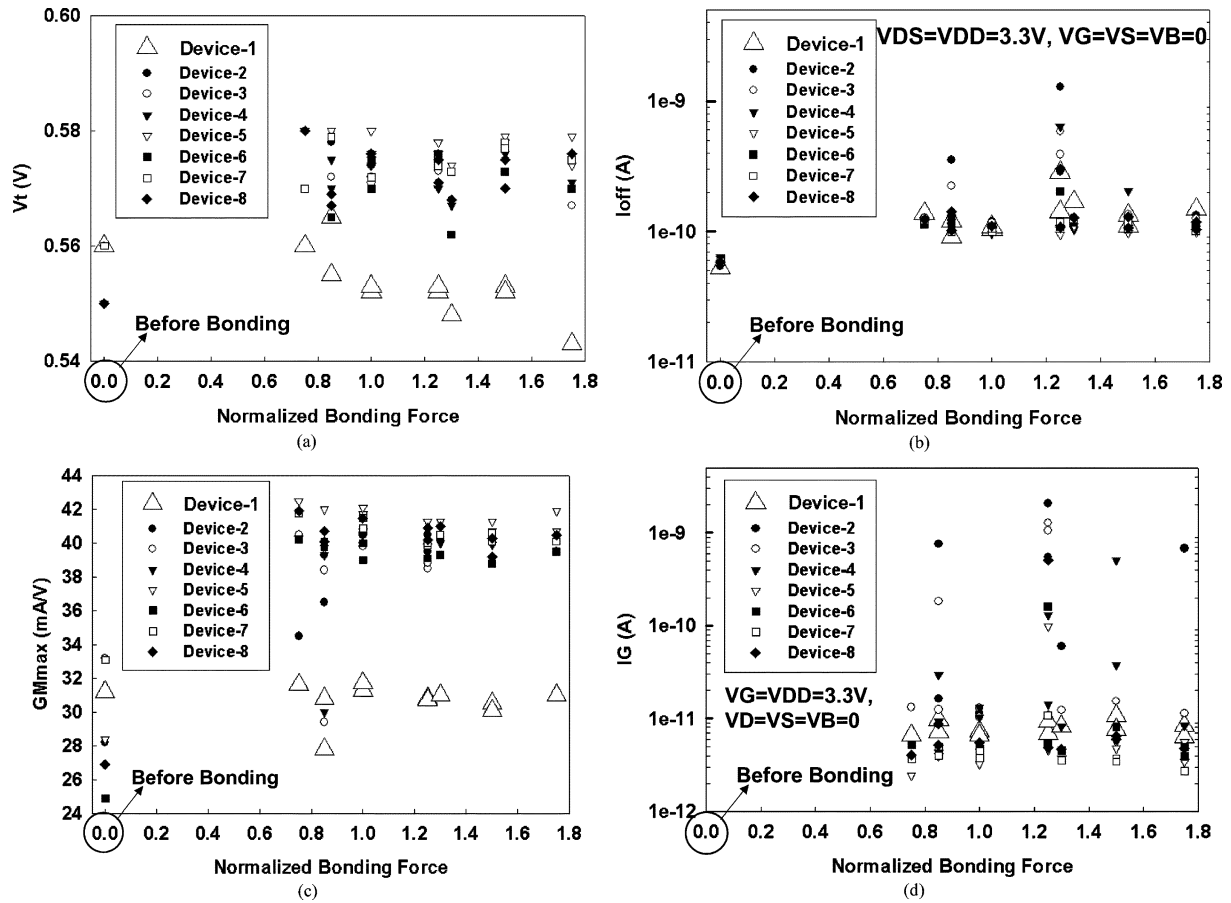 0.60
0.58
0.56
0.54
Vt (V)
Device-1
Device-2
Device-3
Device-4
Device-5
Device-6
Device-7
Device-8
Before Bonding
0.0 0.2 0.4 0.6 0.8 1.0 1.2 1.4 1.6 1.8
Normalized Bonding Force
(a)
1e-9
1e-10
1e-11
Ioff (A)
VDS=VDD=3.3V, VG=VS=VB=0
Device-1
Device-2
Device-3
Device-4
Device-5
Device-6
Device-7
Device-8
Before Bonding
0.0 0.2 0.4 0.6 0.8 1.0 1.2 1.4 1.6 1.8
Normalized Bonding Force
(b)
44
42
40
38
36
34
32
30
28
26
24
GMmax (mA/V)
Device-1
Device-2
Device-3
Device-4
Device-5
Device-6
Device-7
Device-8
Before Bonding
0.0 0.2 0.4 0.6 0.8 1.0 1.2 1.4 1.6 1.8
Normalized Bonding Force
(c)
1e-9
1e-10
1e-11
1e-12
IG (A)
Device-1
Device-2
Device-3
Device-4
Device-5
Device-6
Device-7
Device-8
VG=VDD=3.3V,
VD=VS=VB=0
Before Bonding
0.0 0.2 0.4 0.6 0.8 1.0 1.2 1.4 1.6 1.8
Normalized Bonding Force
(d)